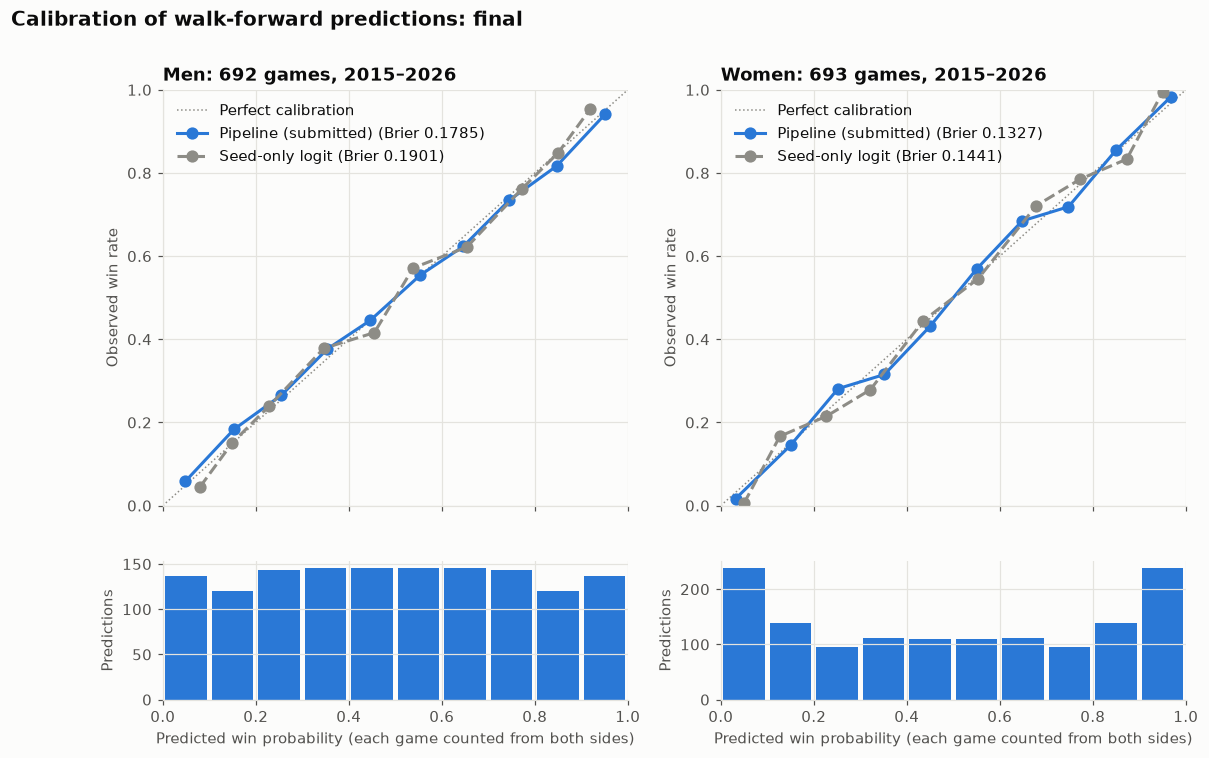 Calibration of walk-forward predictions: final
Men: 692 games, 2015–2026
Perfect calibration
Pipeline (submitted) (Brier 0.1785)
Seed-only logit (Brier 0.1901)
1.0
0.8
0.6
0.4
0.2
0.0
Observed win rate
Women: 693 games, 2015–2026
Perfect calibration
Pipeline (submitted) (Brier 0.1327)
Seed-only logit (Brier 0.1441)
1.0
0.8
0.6
0.4
0.2
0.0
Observed win rate
150
100
50
0
Predictions
0.0 0.2 0.4 0.6 0.8 1.0
Predicted win probability (each game counted from both sides)
200
100
0
Predictions
0.0 0.2 0.4 0.6 0.8 1.0
Predicted win probability (each game counted from both sides)